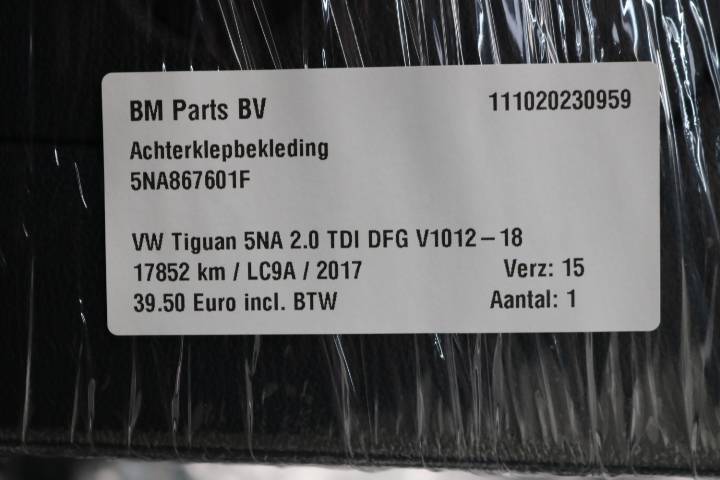 BM Parts BV 111020230959
Achterklepbekleding
5NA867601F
VW Tiguan 5NA 2.0 TDI DFG V1012 – 18
17852 km / LC9A / 2017 Verz: 15
39.50 Euro incl. BTW Aantal: 1